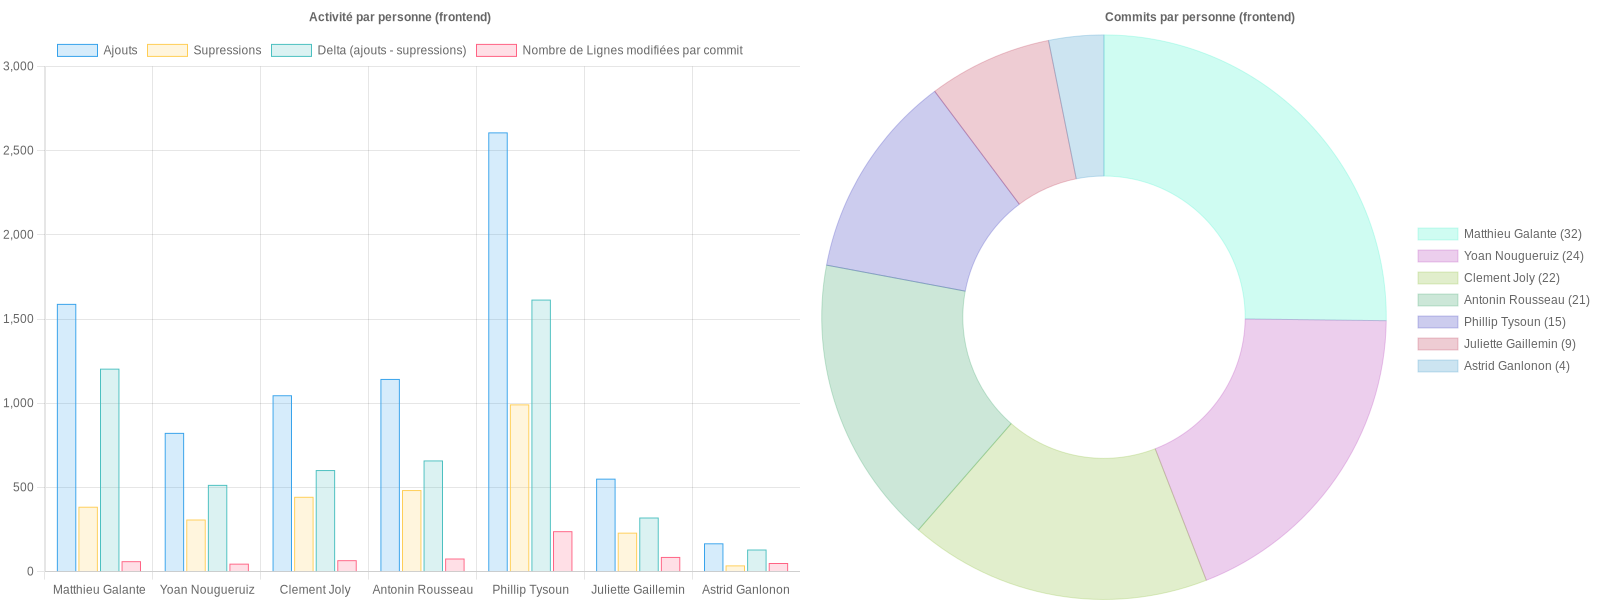 Activité par personne (frontend)
Ajouts
Supressions
Delta (ajouts - supressions)
Nombre de Lignes modifiées par commit
3,000
2,500
2,000
1,500
1,000
500
0
Matthieu Galante
Yoan Nougueruiz
Clement Joly
Antonin Rousseau
Phillip Tysoun
Juliette Gaillemin
Astrid Ganlonon
Commits par personne (frontend)
Matthieu Galante (32)
Yoan Nougueruiz (24)
Clement Joly (22)
Antonin Rousseau (21)
Phillip Tysoun (15)
Juliette Gaillemin (9)
Astrid Ganlonon (4)